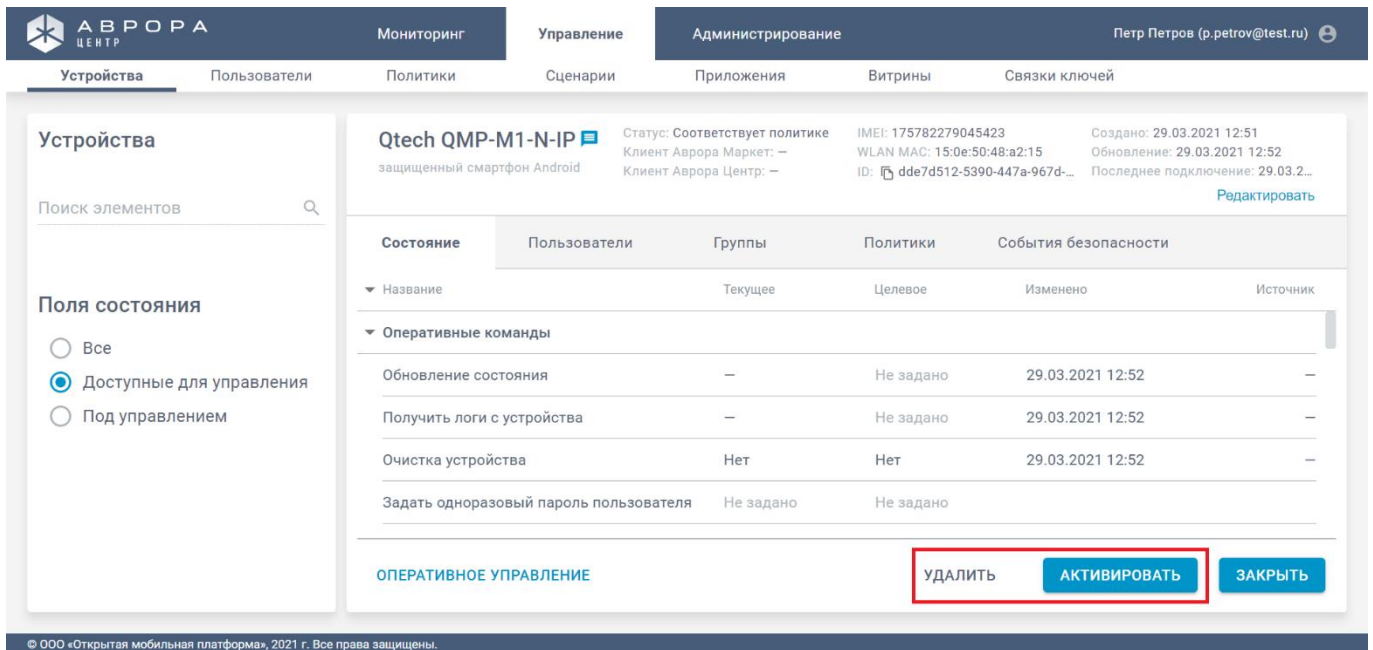 АВРОРА
ЦЕНТР
Мониторинг Управление Администрирование Петр Петров (p.petrov@test.ru)
Устройства Пользователи Политики Сценарии Приложения Витрины Связки ключей
Устройства
Поиск элементов
Поля состояния
Все
Доступные для управления
Под управлением
Qtech QMP-M1-N-IP
защищенный смартфон Android
Статус: Соответствует политике
Клиент Аврора Маркет: —
Клиент Аврора Центр: —
IMEI: 175782279045423
WLAN MAC: 15:0e:50:48:a2:15
ID: dde7d512-5390-447a-967d-...
Создано: 29.03.2021 12:51
Обновление: 29.03.2021 12:52
Последнее подключение: 29.03.2...
Редактировать
Состояние Пользователи Группы Политики События безопасности
Название Текущее Целевое Изменено Источник
Оперативные команды
Обновление состояния — Не задано 29.03.2021 12:52 —
Получить логи с устройства — Не задано 29.03.2021 12:52 —
Очистка устройства Нет Нет 29.03.2021 12:52 —
Задать одноразовый пароль пользователя Не задано Не задано
ОПЕРАТИВНОЕ УПРАВЛЕНИЕ УДАЛИТЬ АКТИВИРОВАТЬ ЗАКРЫТЬ
© ООО «Открытая мобильная платформа», 2021 г. Все права защищены.